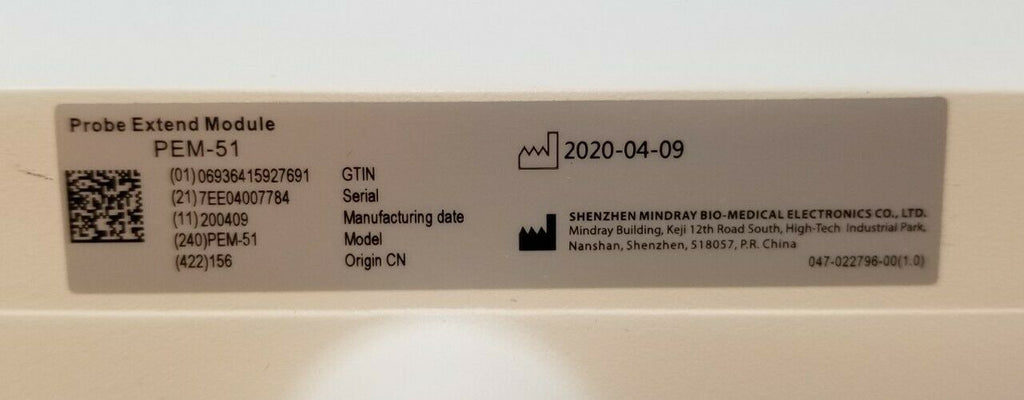 Probe Extend Module
PEM-51
(01)06936415927691 GTIN
(21)7EE04007784 Serial
(11)200409 Manufacturing date
(240)PEM-51 Model
(422)156 Origin CN
2020-04-09
SHENZHEN MINDRAY BIO-MEDICAL ELECTRONICS CO., LTD.
Mindray Building, Keji 12th Road South, High-Tech Industrial Park,
Nanshan, Shenzhen, 518057, P.R. China
047-022796-00(1.0)